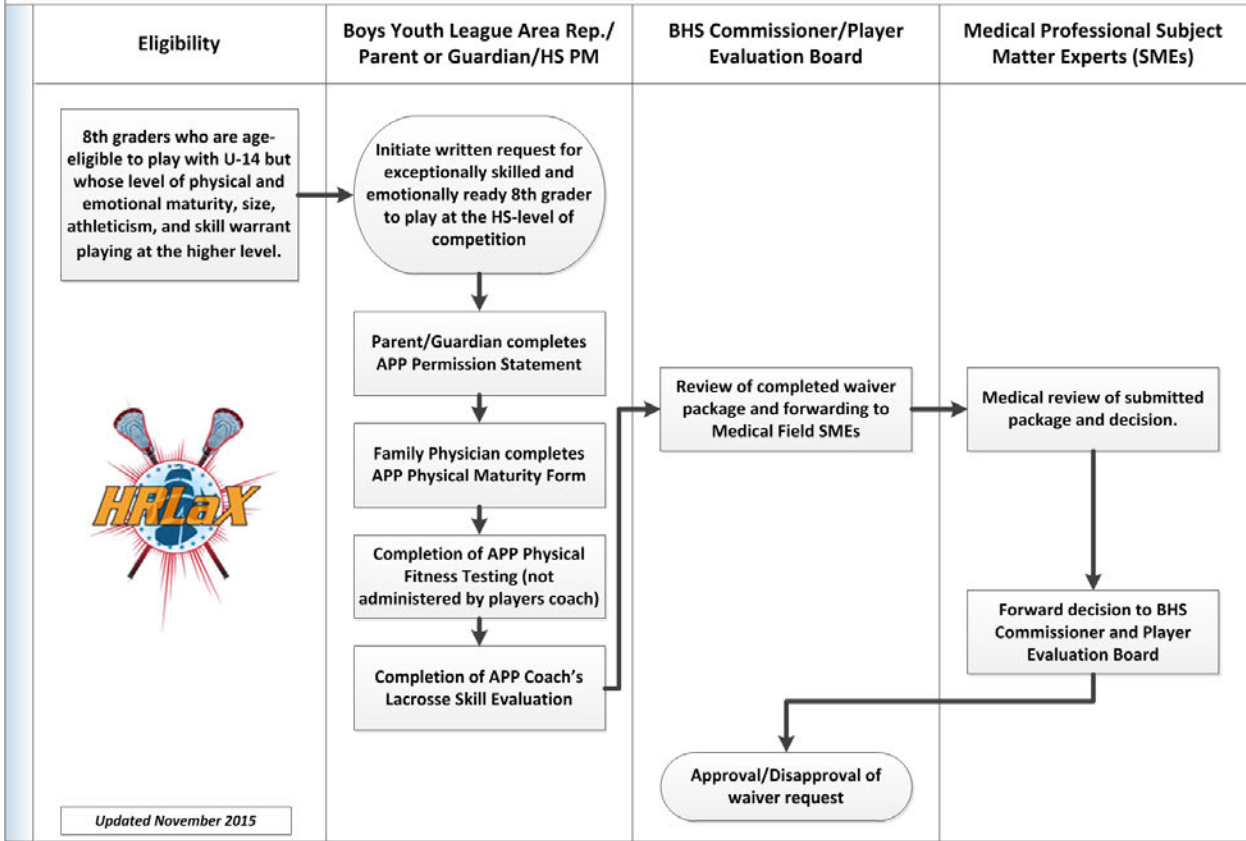 Eligibility
Boys Youth League Area Rep./
Parent or Guardian/HS PM
BHS Commissioner/Player
Evaluation Board
Medical Professional Subject
Matter Experts (SMEs)
8th graders who are age-
eligible to play with U-14 but
whose level of physical and
emotional maturity, size,
athleticism, and skill warrant
playing at the higher level.
Initiate written request for
exceptionally skilled and
emotionally ready 8th grader
to play at the HS-level of
competition
Parent/Guardian completes
APP Permission Statement
Family Physician completes
APP Physical Maturity Form
Completion of APP Physical
Fitness Testing (not
administered by players coach)
Completion of APP Coach's
Lacrosse Skill Evaluation
Review of completed waiver
package and forwarding to
Medical Field SMEs
Medical review of submitted
package and decision.
Forward decision to BHS
Commissioner and Player
Evaluation Board
Approval/Disapproval of
waiver request
HRLaX
Updated November 2015